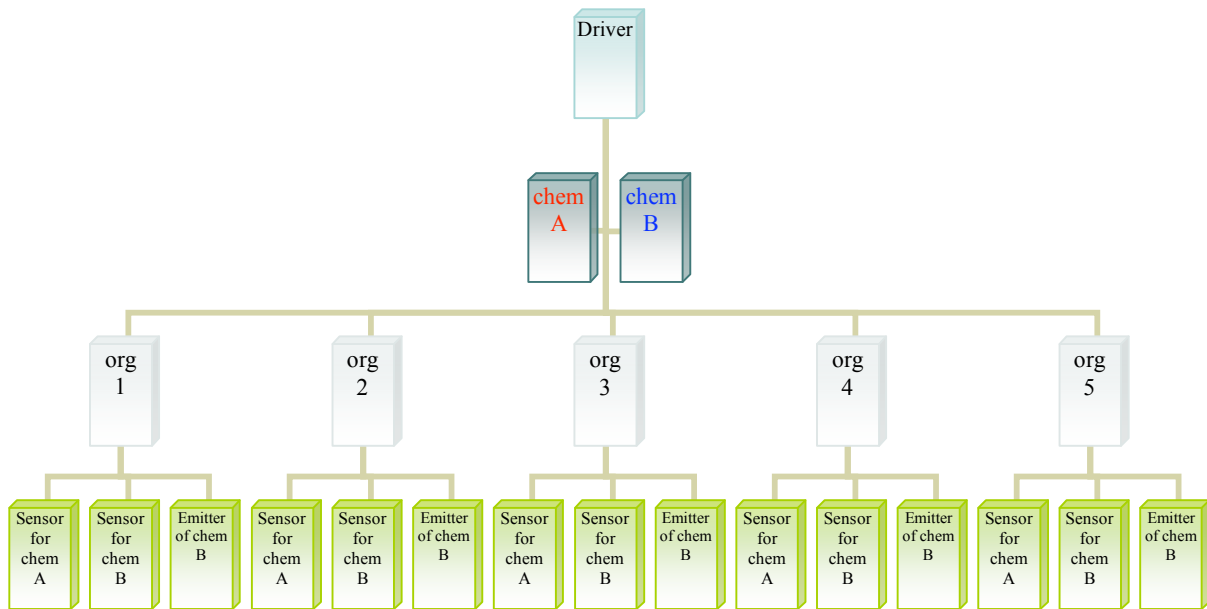 Driver
chem
A
chem
B
org
1
org
2
org
3
org
4
org
5
Sensor
for
chem
A
Sensor
for
chem
B
Emitter
of chem
B
Sensor
for
chem
A
Sensor
for
chem
B
Emitter
of chem
B
Sensor
for
chem
A
Sensor
for
chem
B
Emitter
of chem
B
Sensor
for
chem
A
Sensor
for
chem
B
Emitter
of chem
B
Sensor
for
chem
A
Sensor
for
chem
B
Emitter
of chem
B